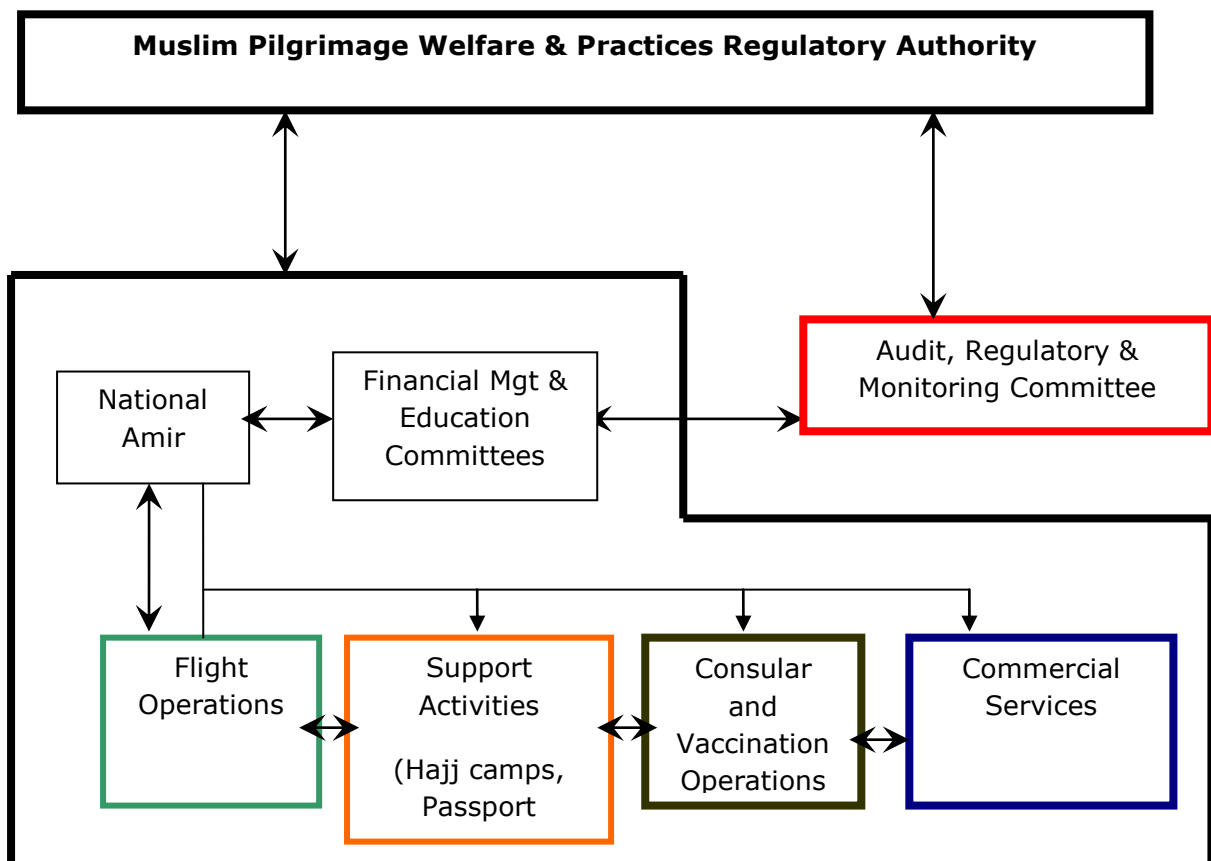 Muslim Pilgrimage Welfare & Practices Regulatory Authority
Audit, Regulatory &
Monitoring Committee
National
Amir
Financial Mgt &
Education
Committees
Flight
Operations
Support
Activities
(Hajj camps,
Passport
Consular
and
Vaccination
Operations
Commercial
Services